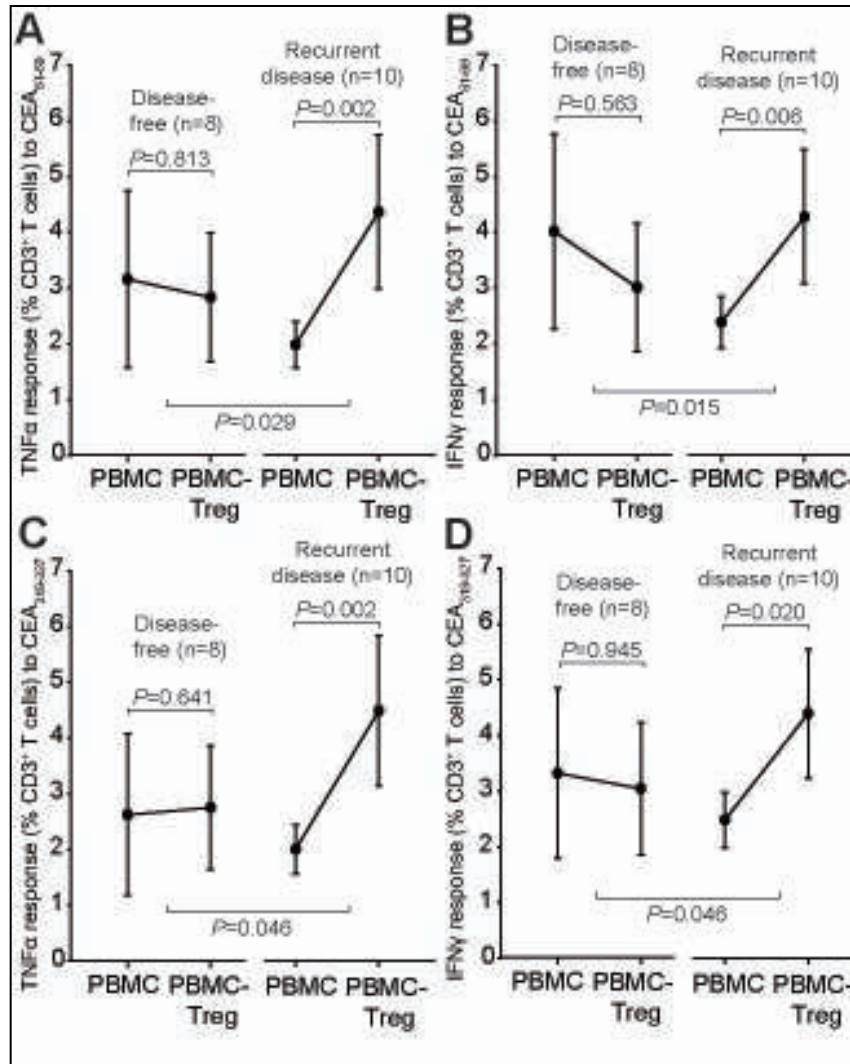 A
TNFα response (% CD3⁺ T cells) to CEA
7
6
5
4
3
2
1
0
Disease-
free (n=8)
P=0.813
Recurrent
disease (n=10)
P=0.002
P=0.029
PBMC
PBMC-
Treg
PBMC
PBMC-
Treg
B
IFNγ response (% CD3⁺ T cells) to CEA
7
6
5
4
3
2
1
0
Disease-
free (n=8)
P=0.563
Recurrent
disease (n=10)
P=0.006
P=0.015
PBMC
PBMC-
Treg
PBMC
PBMC-
Treg
C
TNFα response (% CD3⁺ T cells) to CEA
7
6
5
4
3
2
1
0
Disease-
free (n=8)
P=0.641
Recurrent
disease (n=10)
P=0.002
P=0.046
PBMC
PBMC-
Treg
PBMC
PBMC-
Treg
D
IFNγ response (% CD3⁺ T cells) to CEA
7
6
5
4
3
2
1
0
Disease-
free (n=8)
P=0.945
Recurrent
disease (n=10)
P=0.020
P=0.046
PBMC
PBMC-
Treg
PBMC
PBMC-
Treg